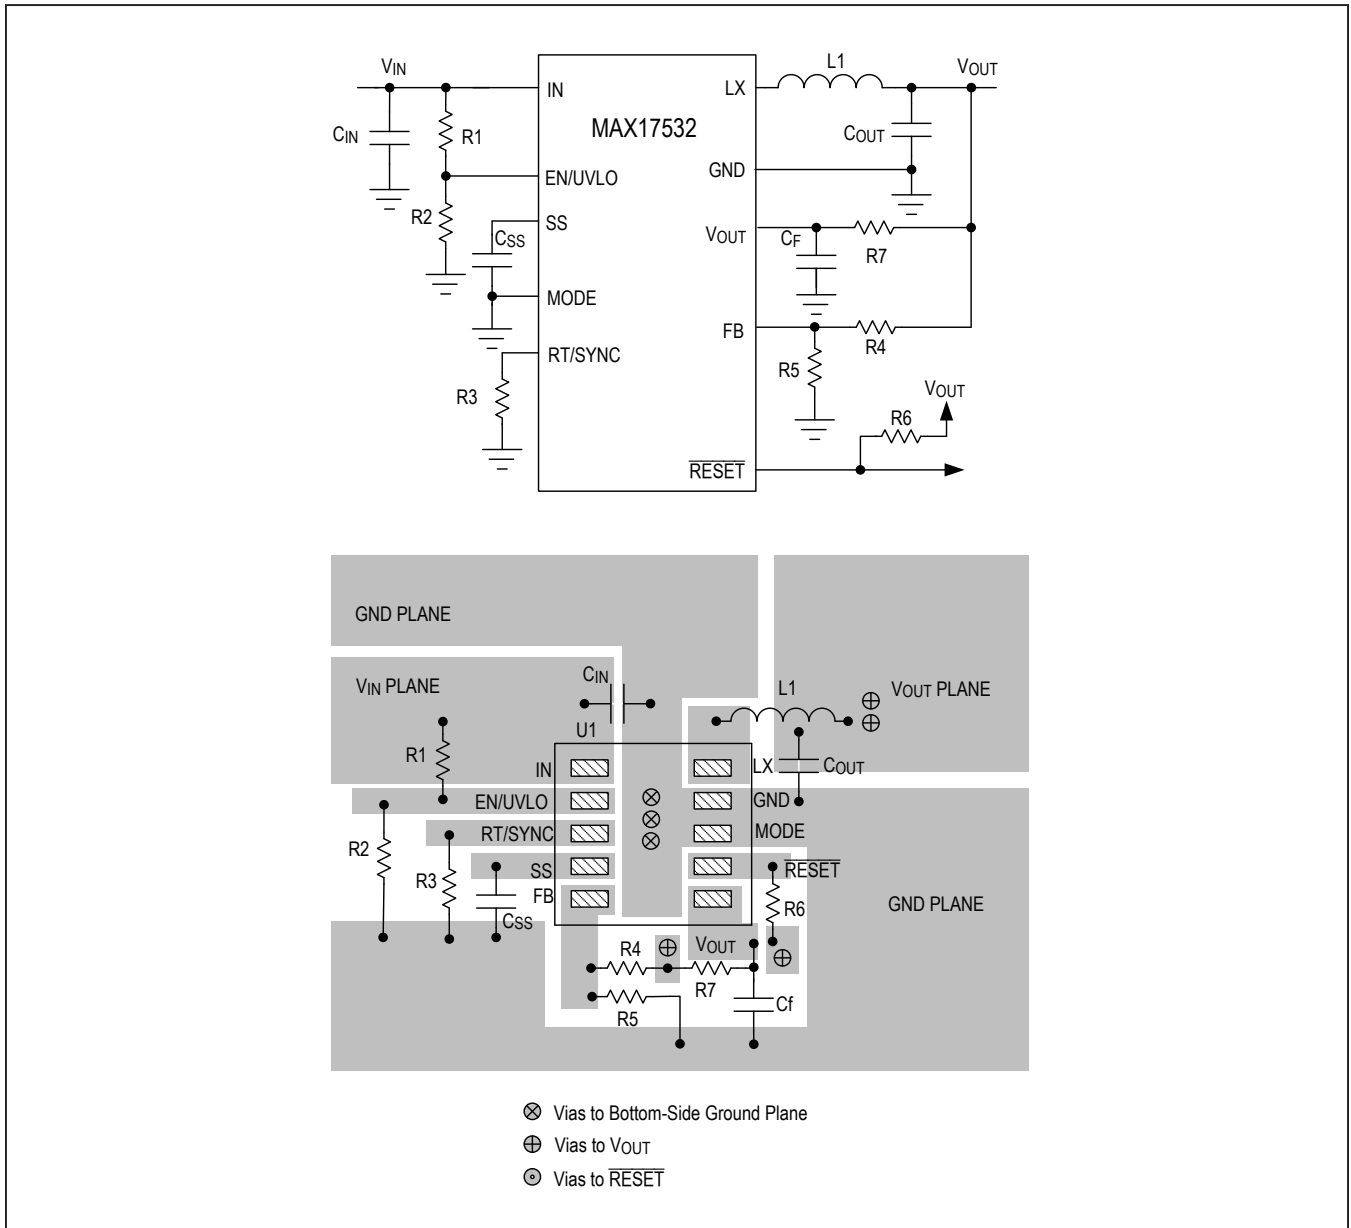 VIN
CIN
R1
R2
CSS
R3
IN
EN/UVLO
SS
MODE
RT/SYNC
MAX17532
LX
GND
VOUT
FB
RESET
L1
VOUT
COUT
CF
R7
R4
R5
VOUT
R6
GND PLANE
VIN PLANE
CIN
U1
L1
VOUT PLANE
R1
IN
LX
COUT
EN/UVLO
GND
RT/SYNC
MODE
R2
R3
SS
RESET
CSS
FB
R6
GND PLANE
R4
VOUT
R7
R5
Cf
Vias to Bottom-Side Ground Plane
Vias to VOUT
Vias to RESET